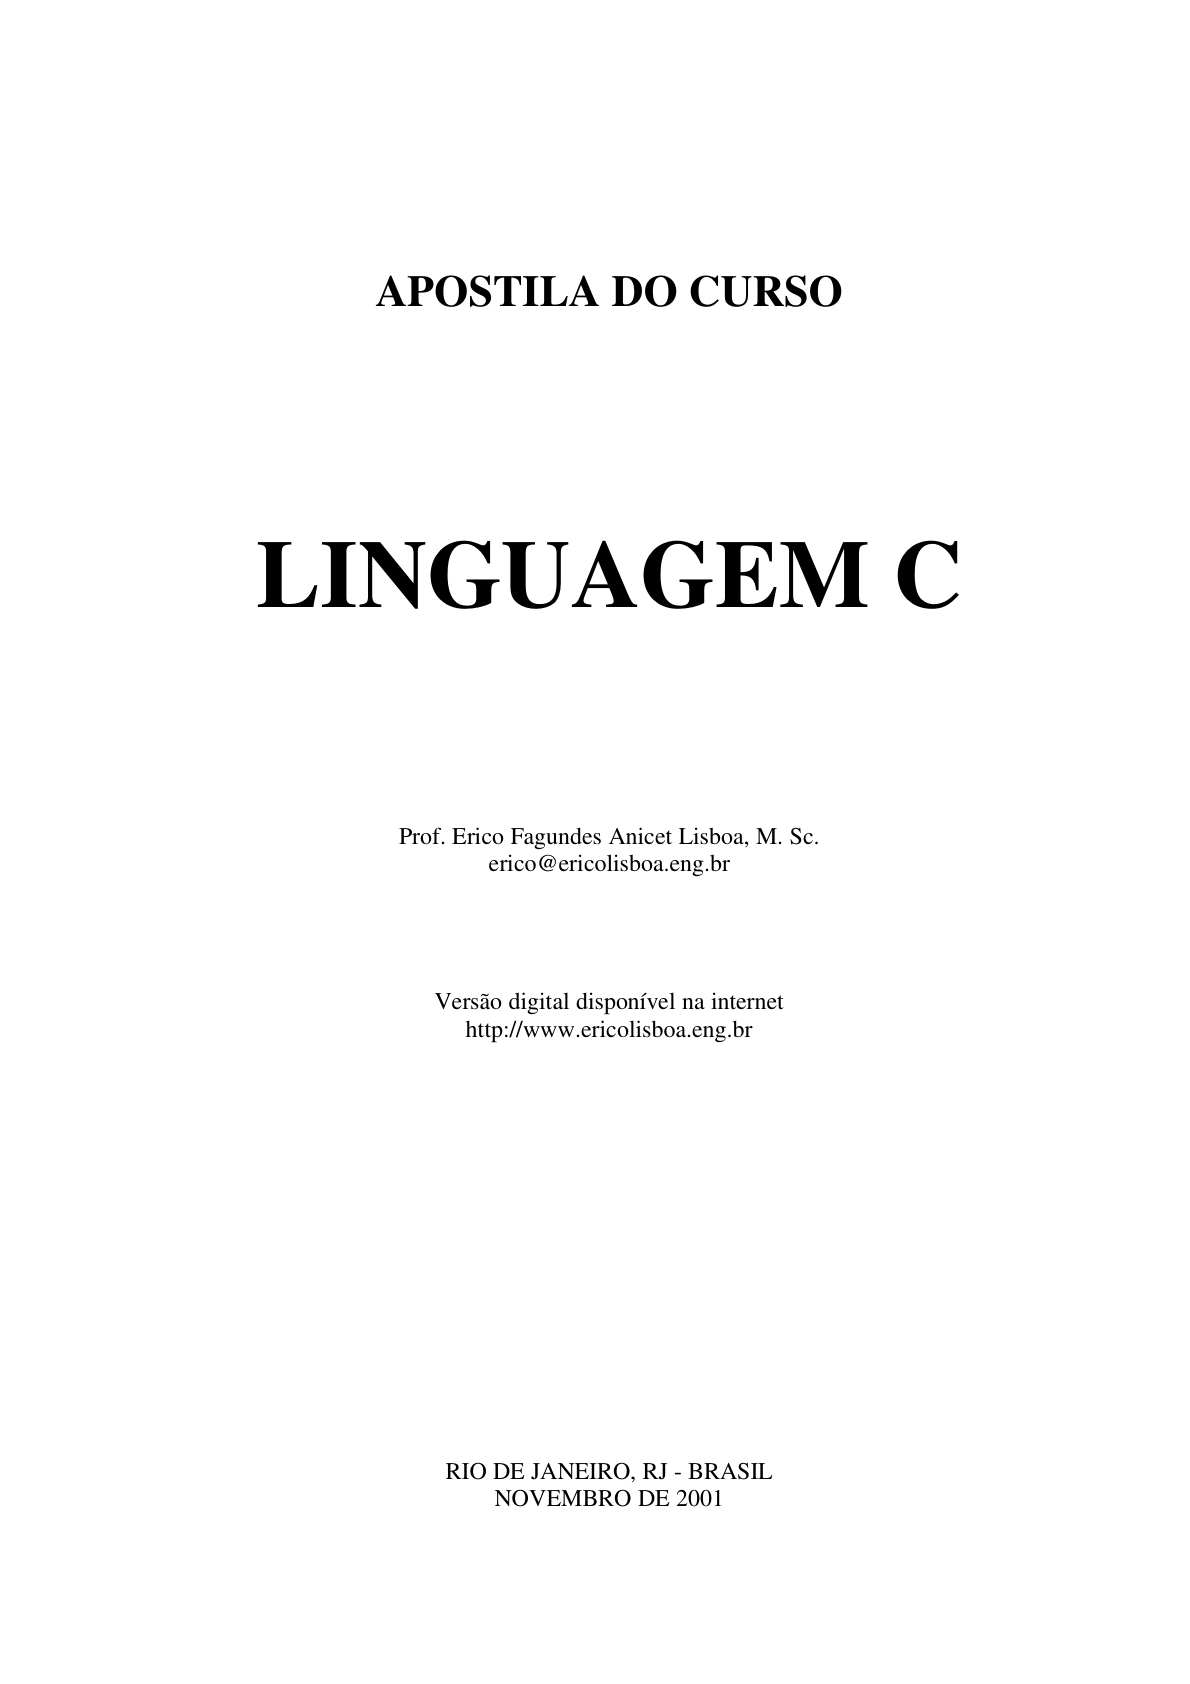 APOSTILA DO CURSO
LINGUAGEM C
Prof. Erico Fagundes Anicet Lisboa, M. Sc.
erico@ericolisboa.eng.br
Versão digital disponível na internet
http://www.ericolisboa.eng.br
RIO DE JANEIRO, RJ - BRASIL
NOVEMBRO DE 2001